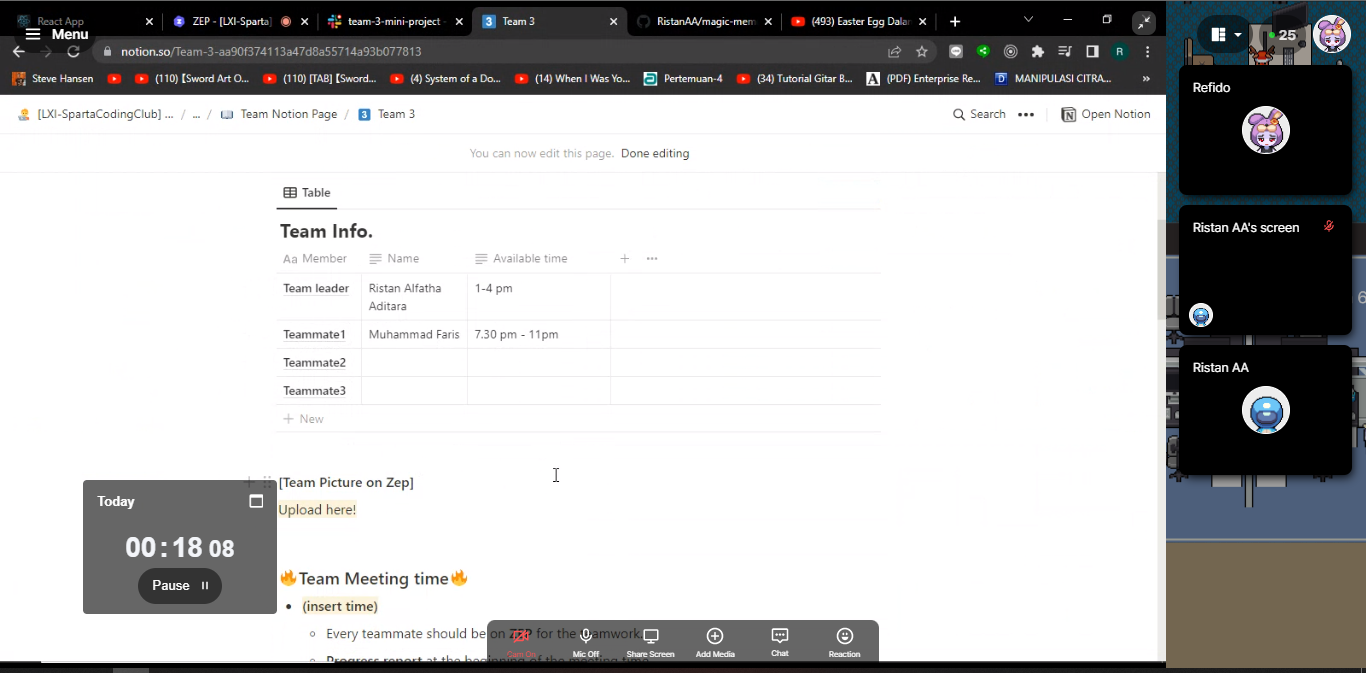 React App
ZEP - [LXI-Sparta
team-3-mini-project -
Team 3
RistanAA/magic-mem
(493) Easter Egg Dalar
Menu
notion.so/Team-3-aa90f374113a47d8a55714a93b077813
R
Steve Hansen
(110) [Sword Art O...
(110) [TAB] [Sword...
(4) System of a Do...
(14) When I Was Yo...
Pertemuan-4
(34) Tutorial Gitar B...
(PDF) Enterprise Re...
MANIPULASI CITRA...
»
[LXI-SpartaCodingClub] ... / ... / Team Notion Page / 3 Team 3
Search
Open Notion
You can now edit this page. Done editing
Table
Team Info.
Aa Member
Name
Available time
Team leader
Ristan Alfatha
Aditara
1-4 pm
Teammate1
Muhammad Faris
7.30 pm - 11pm
Teammate2
Teammate3
+ New
[Team Picture on Zep]
Upload here!
🔥Team Meeting time🔥
(insert time)
Every teammate should be on ZEP for the teamwork.
Progress report at the beginning of the meeting time
Today
00:18 08
Pause
Cam On
Mic Off
Share Screen
Add Media
Chat
Reaction
25
Refido
Ristan AA's screen
Ristan AA
6